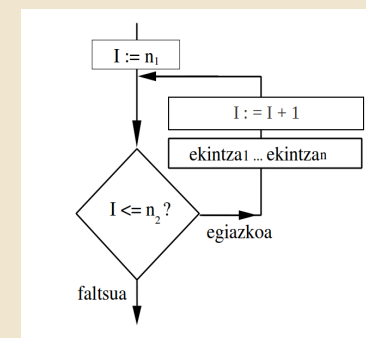 I := n₁
I : = I + 1
ekintza1 ... ekintzan
I <= n₂ ?
egiazkoa
faltsua